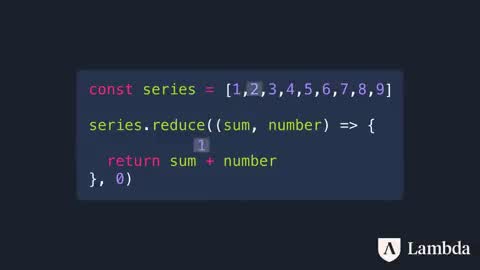 const series = [1,2,3,4,5,6,7,8,9]
series.reduce((sum, number) => {
1
return sum + number
}, 0)
Lambda